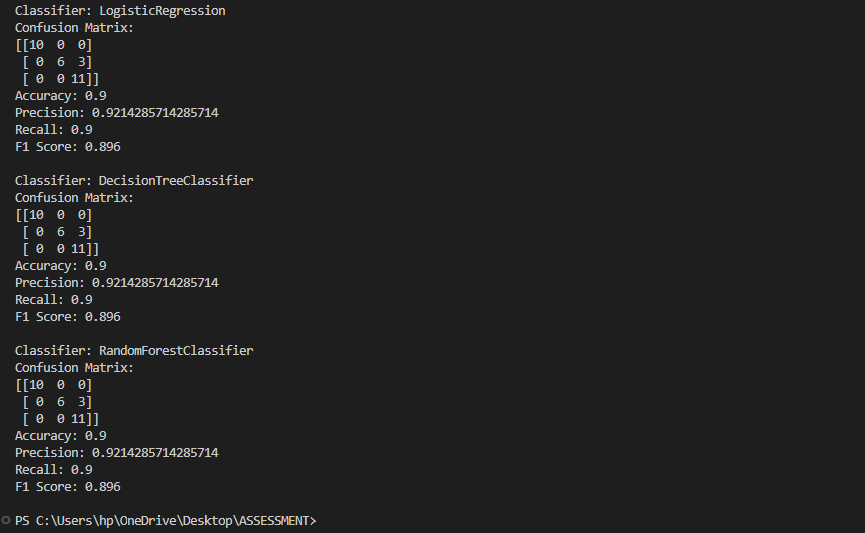 Classifier: LogisticRegression
Confusion Matrix:
[[10  0  0]
 [ 0  6  3]
 [ 0  0 11]]
Accuracy: 0.9
Precision: 0.9214285714285714
Recall: 0.9
F1 Score: 0.896

Classifier: DecisionTreeClassifier
Confusion Matrix:
[[10  0  0]
 [ 0  6  3]
 [ 0  0 11]]
Accuracy: 0.9
Precision: 0.9214285714285714
Recall: 0.9
F1 Score: 0.896

Classifier: RandomForestClassifier
Confusion Matrix:
[[10  0  0]
 [ 0  6  3]
 [ 0  0 11]]
Accuracy: 0.9
Precision: 0.9214285714285714
Recall: 0.9
F1 Score: 0.896

PS C:\Users\hp\OneDrive\Desktop\ASSESSMENT>